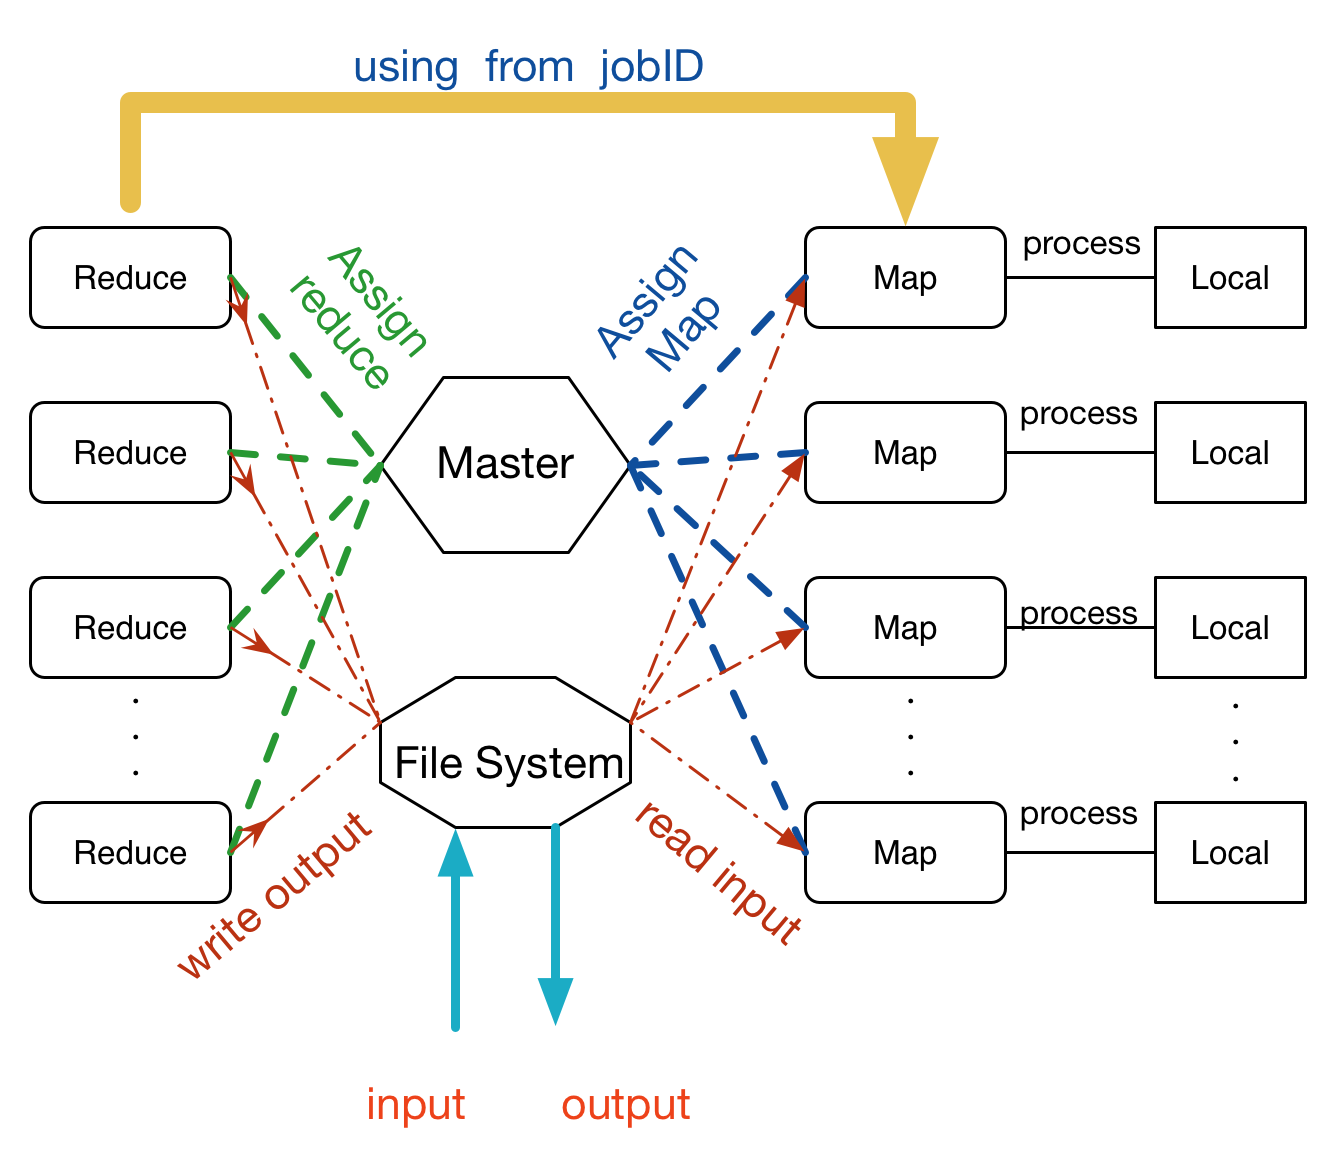 using from jobID
Assign
reduce
Assign
Map
Reduce
Map
process
Local
Reduce
Master
Map
process
Local
Reduce
Map
process
Local
File System
Reduce
Map
process
Local
write output
read input
input
output